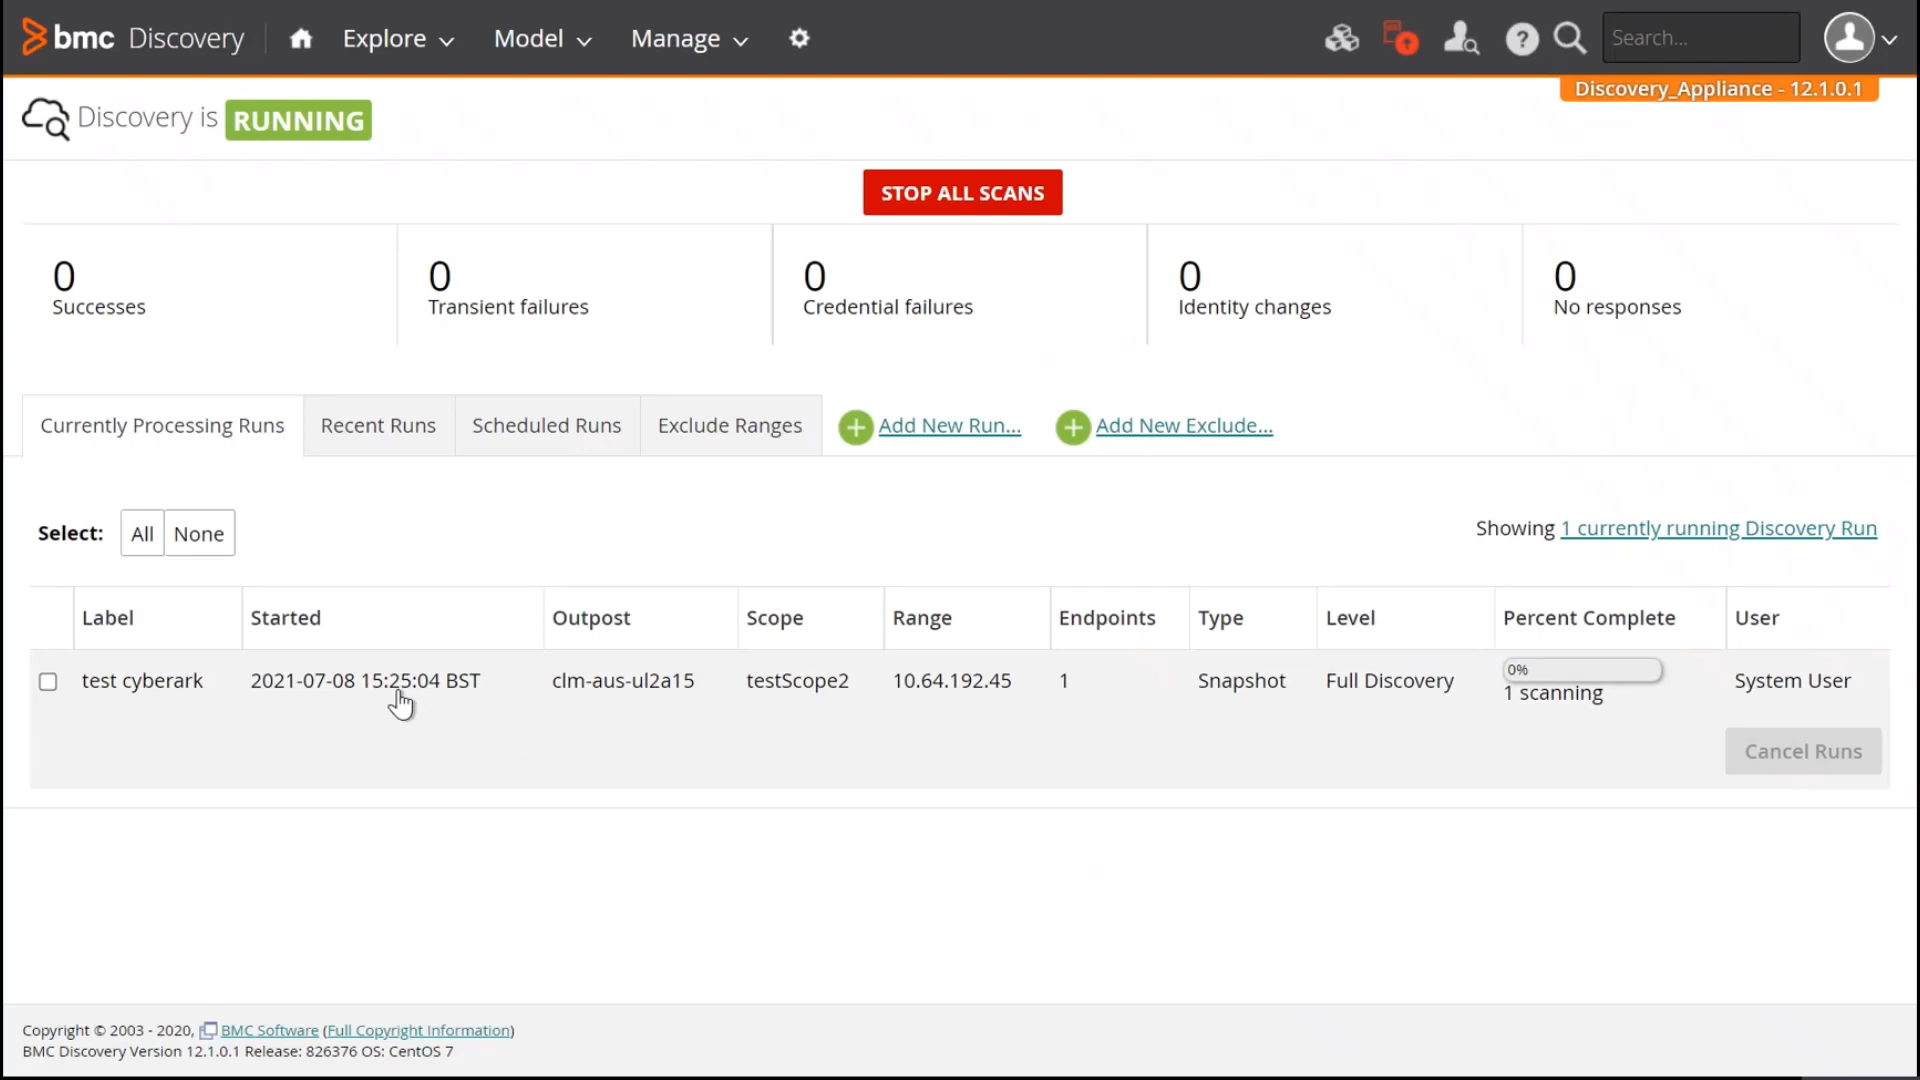 bmc Discovery Explore Model Manage ? Search...
Discovery_Appliance - 12.1.0.1
Discovery is RUNNING
STOP ALL SCANS
0 0 0 0 0
Successes Transient failures Credential failures Identity changes No responses
Currently Processing Runs Recent Runs Scheduled Runs Exclude Ranges Add New Run... Add New Exclude...
Select: All None Showing 1 currently running Discovery Run
Label Started Outpost Scope Range Endpoints Type Level Percent Complete User
test cyberark 2021-07-08 15:25:04 BST clm-aus-ul2a15 testScope2 10.64.192.45 1 Snapshot Full Discovery 0% System User
1 scanning
Cancel Runs
Copyright © 2003 - 2020, BMC Software (Full Copyright Information)
BMC Discovery Version 12.1.0.1 Release: 826376 OS: CentOS 7